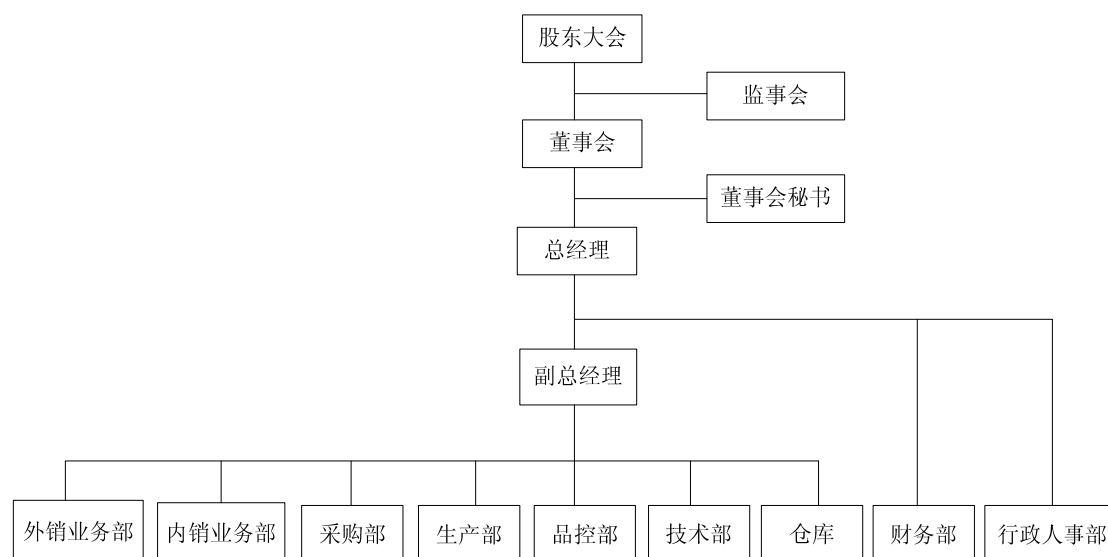 股东大会
监事会
董事会
董事会秘书
总经理
副总经理
外销业务部
内销业务部
采购部
生产部
品控部
技术部
仓库
财务部
行政人事部